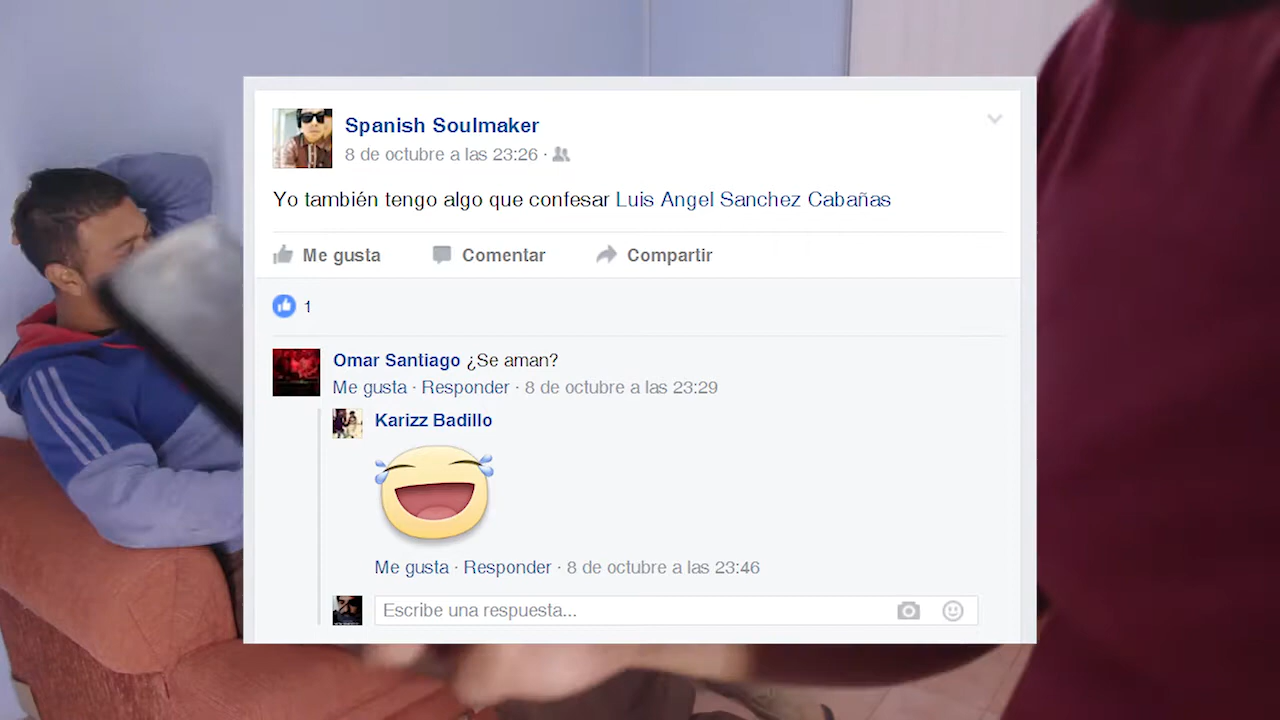 Spanish Soulmaker
8 de octubre a las 23:26 ·
Yo también tengo algo que confesar Luis Angel Sanchez Cabañas
Me gusta Comentar Compartir
1
Omar Santiago ¿Se aman?
Me gusta · Responder · 8 de octubre a las 23:29
Karizz Badillo
Me gusta · Responder · 8 de octubre a las 23:46
Escribe una respuesta...